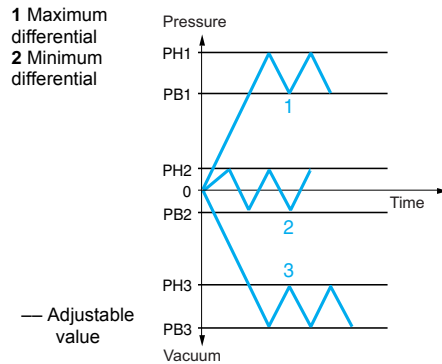 1 Maximum
differential
2 Minimum
differential
Pressure
PH1
PB1
1
PH2
0
Time
PB2
2
3
PH3
— Adjustable
value
PB3
Vacuum